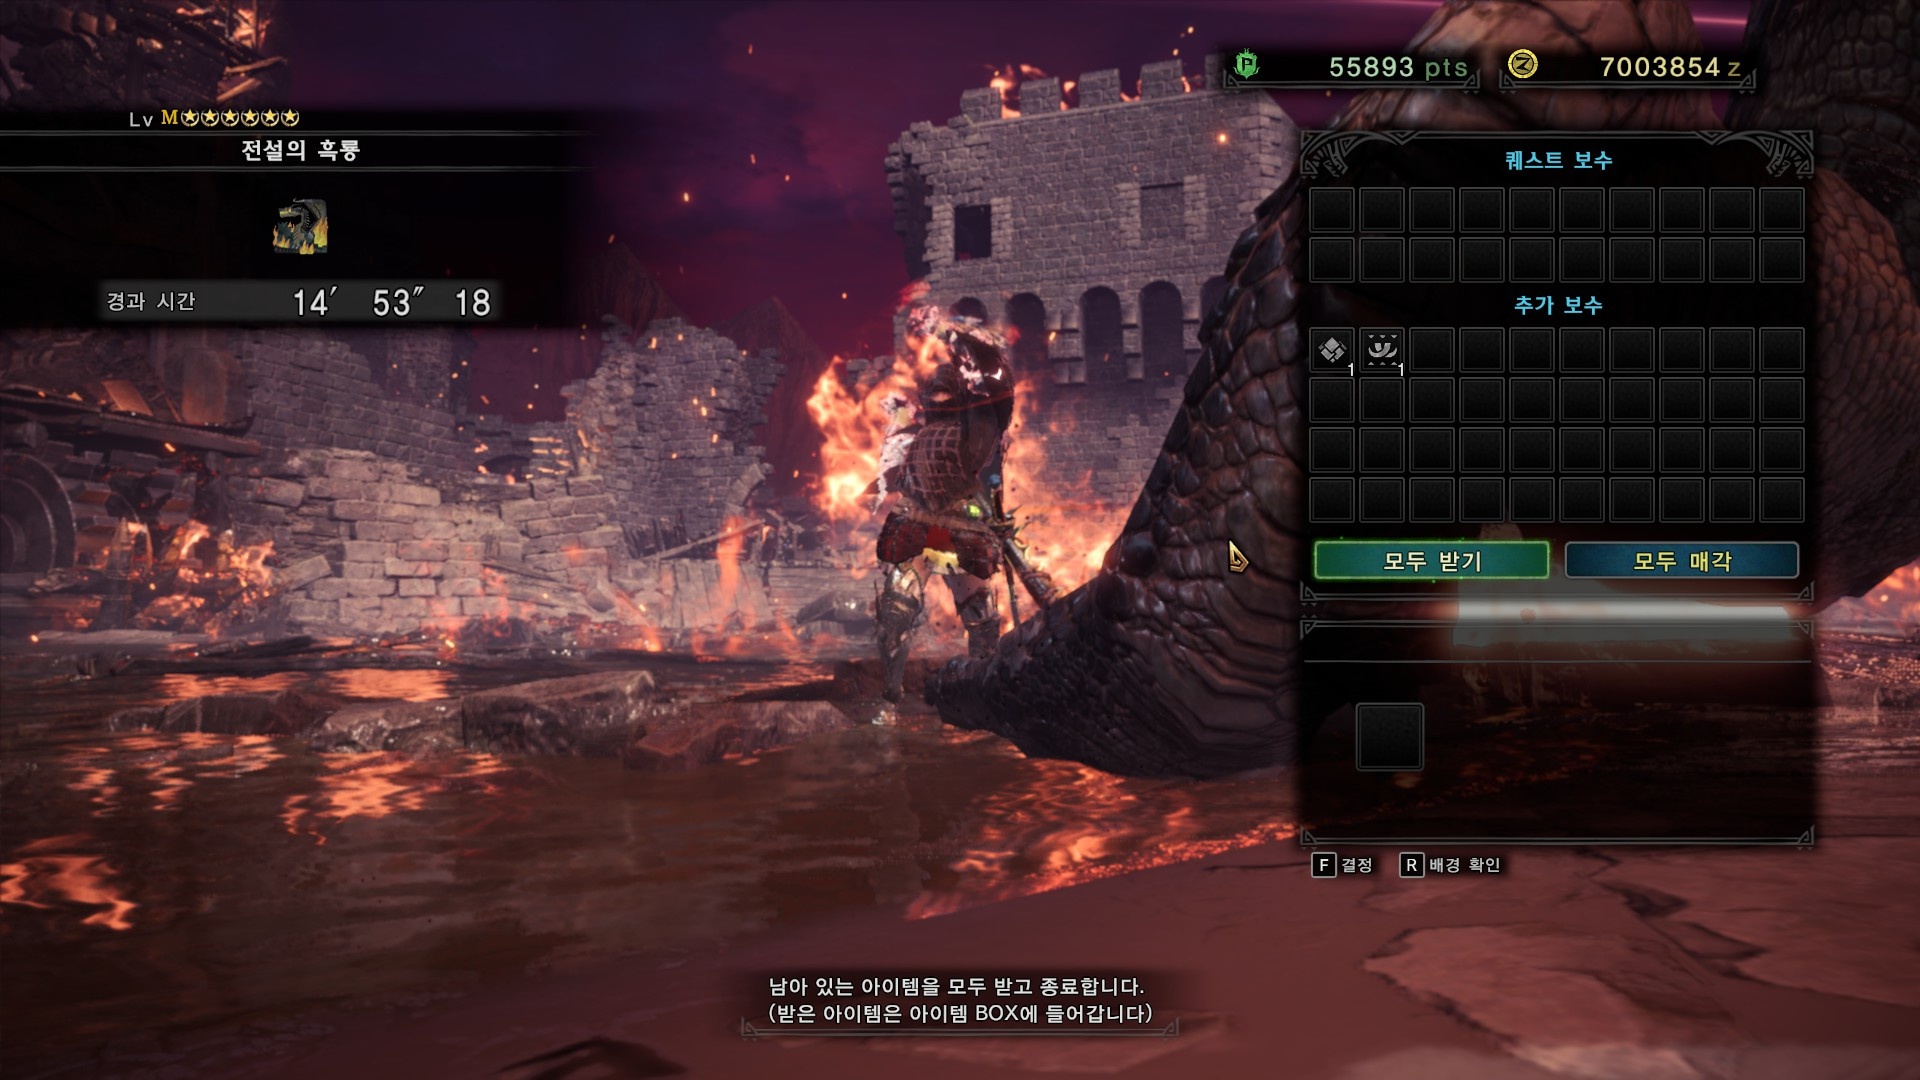 55893 pts
7003854 z
Lv M
전설의 흑룡
경과 시간 14′ 53″ 18
퀘스트 보수
추가 보수
1 1
모두 받기 모두 매각
F 결정 R 배경 확인
남아 있는 아이템을 모두 받고 종료합니다.
(받은 아이템은 아이템 BOX에 들어갑니다)